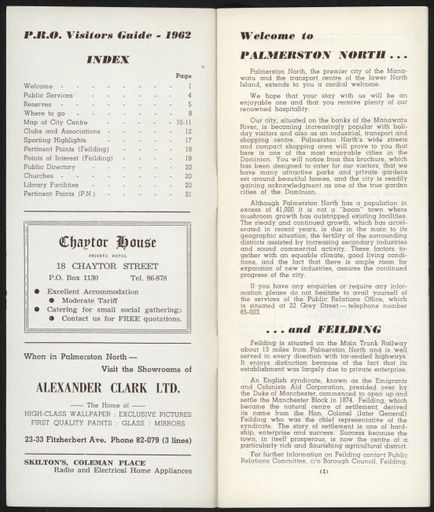 P.R.O. Visitors Guide - 1962
INDEX
Page
Welcome - - - - - - - - 1
Public Services - - - - - - - 4
Reserves - - - - - - - - 5
Where to go - - - - - - - 8
Map of City Centre - - - - - 10-11
Clubs and Associations - - - - - 12
Sporting Highlights - - - - - - 17
Pertinent Points (Feilding) - - - - 18
Points of Interest (Feilding) - - - - 19
Public Directory - - - - - - 20
Churches - - - - - - - - 20
Library Facilities - - - - - - 20
Pertinent Points (P.N.) - - - - - 21
Chaytor House
PRIVATE HOTEL
18 CHAYTOR STREET
P.O. Box 1130 Tel. 86-878
● Excellent Accommodation
● Moderate Tariff
● Catering for small social gatherings
● Contact us for FREE quotations.
When in Palmerston North —
Visit the Showrooms of
ALEXANDER CLARK LTD.
— The Home of —
HIGH-CLASS WALLPAPER : EXCLUSIVE PICTURES
FIRST QUALITY PAINTS : GLASS : MIRRORS
23-33 Fitzherbert Ave. Phone 82-079 (3 lines)
SKILTON'S, COLEMAN PLACE
Radio and Electrical Home Appliances
Welcome to
PALMERSTON NORTH . . .
Palmerston North, the premier city of the Mana-
watu and the transport centre of the lower North
Island, extends to you a cordial welcome.
We hope that your stay with us will be an
enjoyable one and that you receive plenty of our
renowned hospitality.
Our city, situated on the banks of the Manawatu
River, is becoming increasingly popular with holi-
day visitors and also as an industrial, transport and
shopping centre. Palmerston North's wide streets
and compact shopping area will prove to you that
here is one of the most enjoyable cities in the
Dominion. You will notice from this brochure, which
has been designed to cater for our visitors, that we
have many attractive parks and private gardens
set around beautiful homes, and the city is readily
gaining acknowledgment as one of the true garden
cities of the Dominion.
Although Palmerston North has a population in
excess of 41,000 it is not a "boom" town where
mushroom growth has outstripped existing facilities.
The steady and continued growth, which has accel-
erated in recent years, is due in the main to its
geographic situation, the fertility of the surrounding
districts assisted by increasing secondary industries
and sound commercial activity. These factors to-
gether with an equable climate, good living condi-
tions, and the fact that there is ample room for
expansion of new industries, assures the continued
progress of the city.
If you have any enquiries or require any infor-
mation please do not hesitate to avail yourself of
the services of the Public Relations Office, which
is situated at 22 Grey Street — telephone number
85-003.
. . . and FEILDING
Feilding is situated on the Main Trunk Railway
about 13 miles from Palmerston North and is well
served in every direction with tar-sealed highways.
It enjoys distinction because of the fact that its
establishment was largely due to private enterprise.
An English syndicate, known as the Emigrants
and Colonists Aid Corporation, presided over by
the Duke of Manchester, commenced to open up and
settle the Manchester Block in 1874. Feilding, which
became the natural centre of settlement, derived
its name from the Hon. Colonel (later General)
Feilding who was the chief representative of the
syndicate. The story of settlement is one of hard-
ship, enterprise and success. Success because the
town, in itself prosperous, is now the centre of a
particularly rich and flourishing agricultural district.
For further information on Feilding contact Public
Relations Committee, c/o Borough Council, Feilding.
(1)